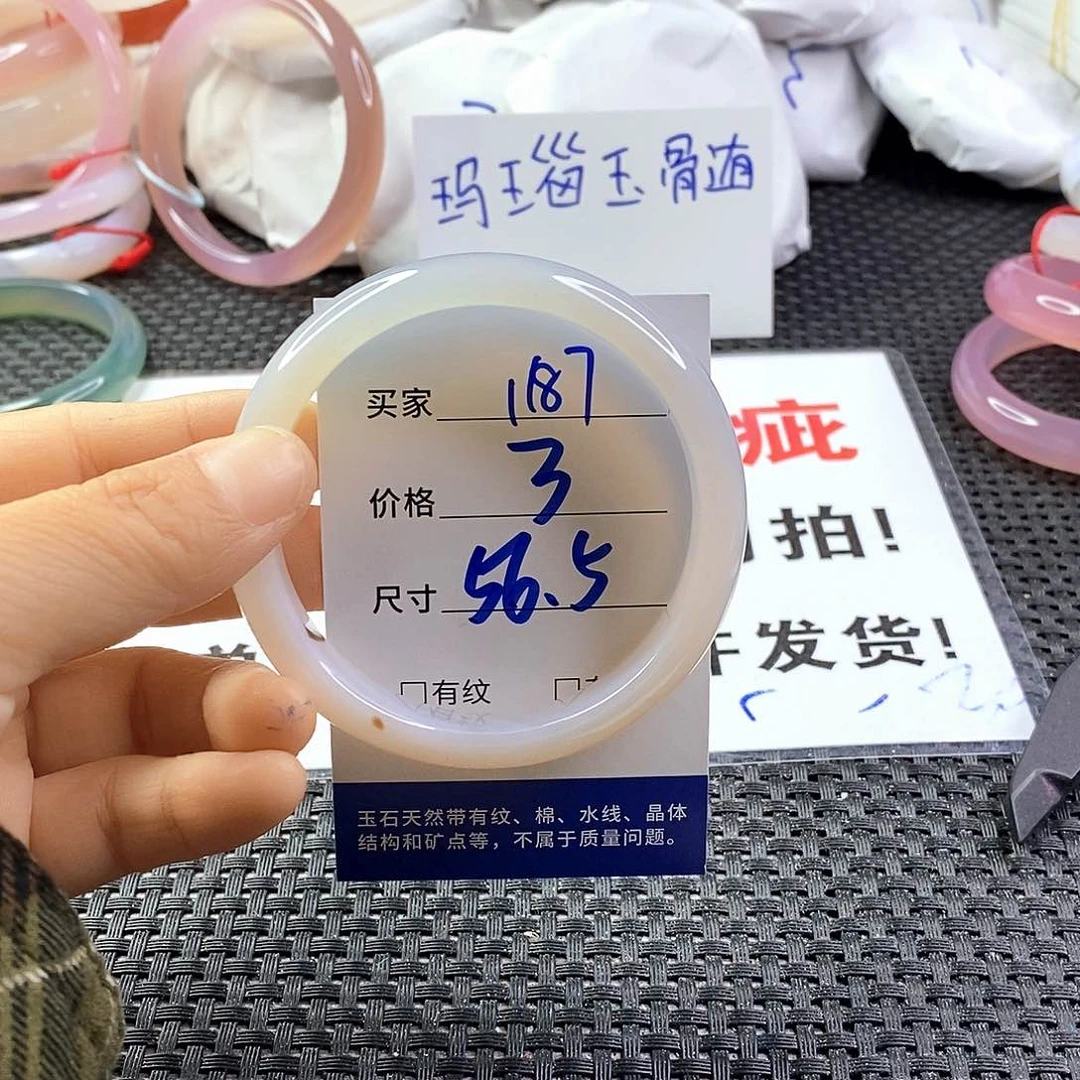 玛瑙玉骨髄
买家 187
价格 3
尺寸 56.5
疵
拍!
发货!
有纹
玉石天然带有纹、棉、水线、晶体
结构和矿点等，不属于质量问题。